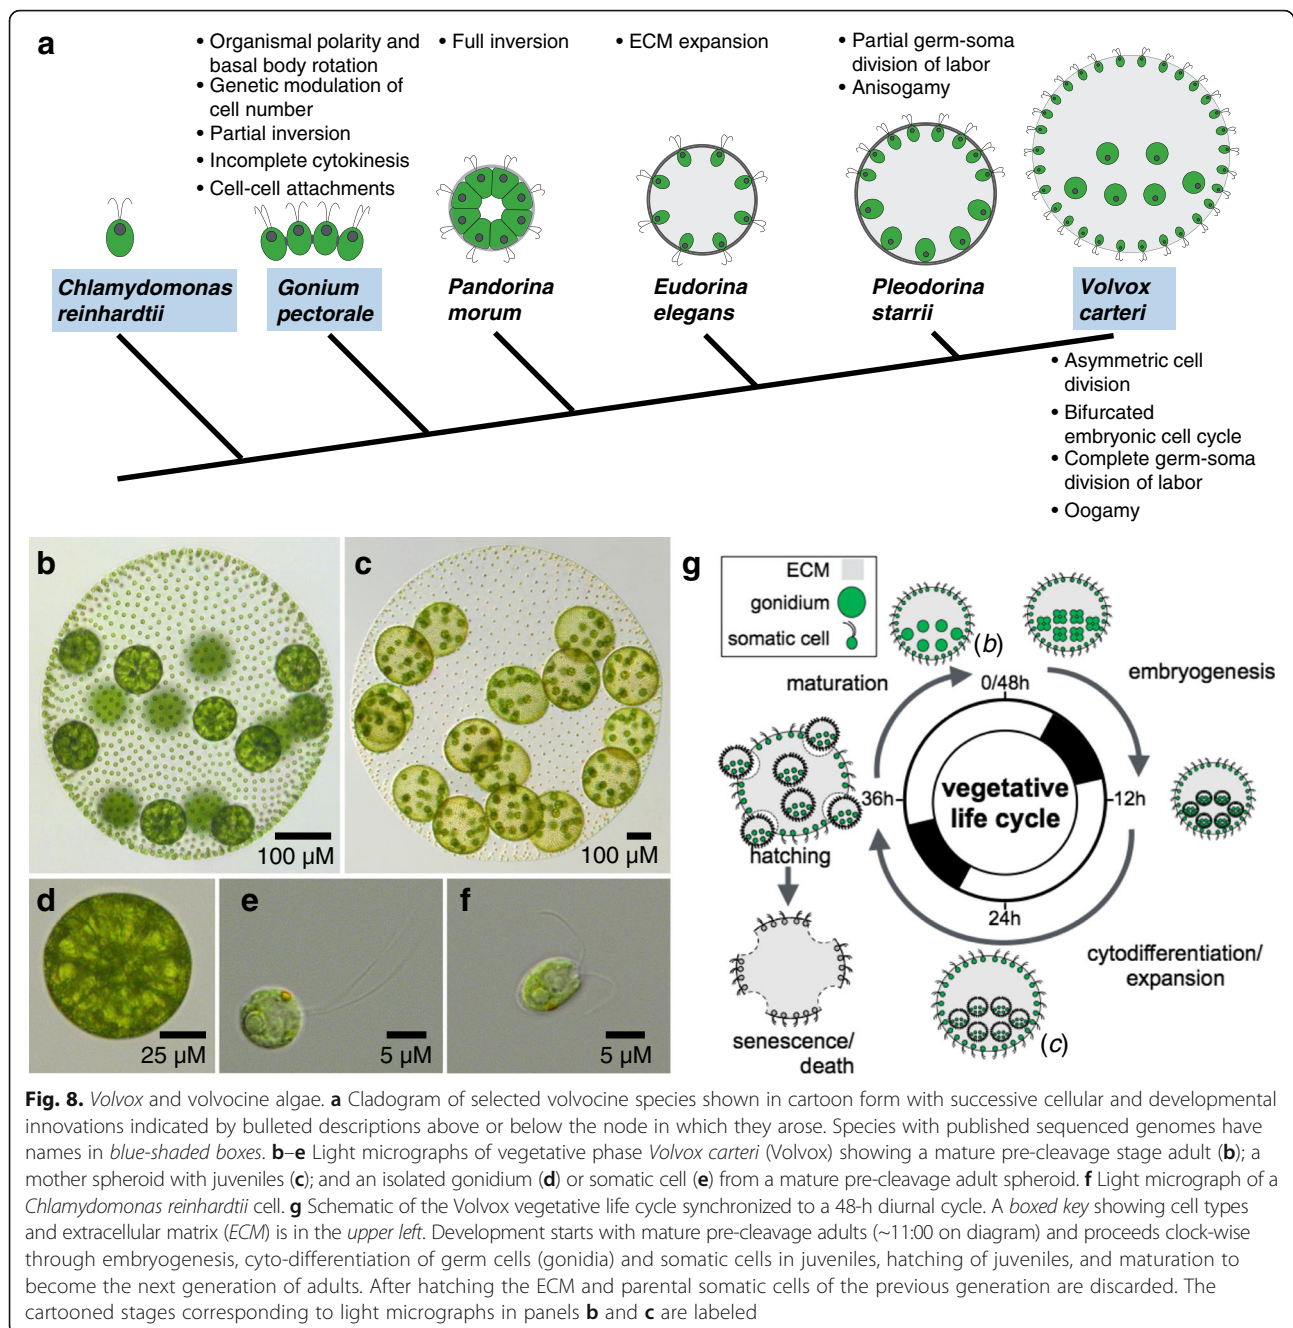 a
• Organismal polarity and
basal body rotation
• Genetic modulation of
cell number
• Partial inversion
• Incomplete cytokinesis
• Cell-cell attachments
• Full inversion
• ECM expansion
• Partial germ-soma
division of labor
• Anisogamy
Chlamydomonas
reinhardtii
Gonium
pectorale
Pandorina
morum
Eudorina
elegans
Pleodorina
starrii
Volvox
carteri
• Asymmetric cell
division
• Bifurcated
embryonic cell cycle
• Complete germ-soma
division of labor
• Oogamy
b
100 µM
c
100 µM
d
25 µM
e
5 µM
f
5 µM
g
ECM
gonidium
somatic cell
(b)
maturation
0/48h
embryogenesis
vegetative
life cycle
36h
12h
24h
hatching
cytodifferentiation/
expansion
senescence/
death
(c)
Fig. 8. Volvox and volvocine algae. a Cladogram of selected volvocine species shown in cartoon form with successive cellular and developmental
innovations indicated by bulleted descriptions above or below the node in which they arose. Species with published sequenced genomes have
names in blue-shaded boxes. b–e Light micrographs of vegetative phase Volvox carteri (Volvox) showing a mature pre-cleavage stage adult (b); a
mother spheroid with juveniles (c); and an isolated gonidium (d) or somatic cell (e) from a mature pre-cleavage adult spheroid. f Light micrograph of a
Chlamydomonas reinhardtii cell. g Schematic of the Volvox vegetative life cycle synchronized to a 48-h diurnal cycle. A boxed key showing cell types
and extracellular matrix (ECM) is in the upper left. Development starts with mature pre-cleavage adults (~11:00 on diagram) and proceeds clock-wise
through embryogenesis, cyto-differentiation of germ cells (gonidia) and somatic cells in juveniles, hatching of juveniles, and maturation to
become the next generation of adults. After hatching the ECM and parental somatic cells of the previous generation are discarded. The
cartooned stages corresponding to light micrographs in panels b and c are labeled